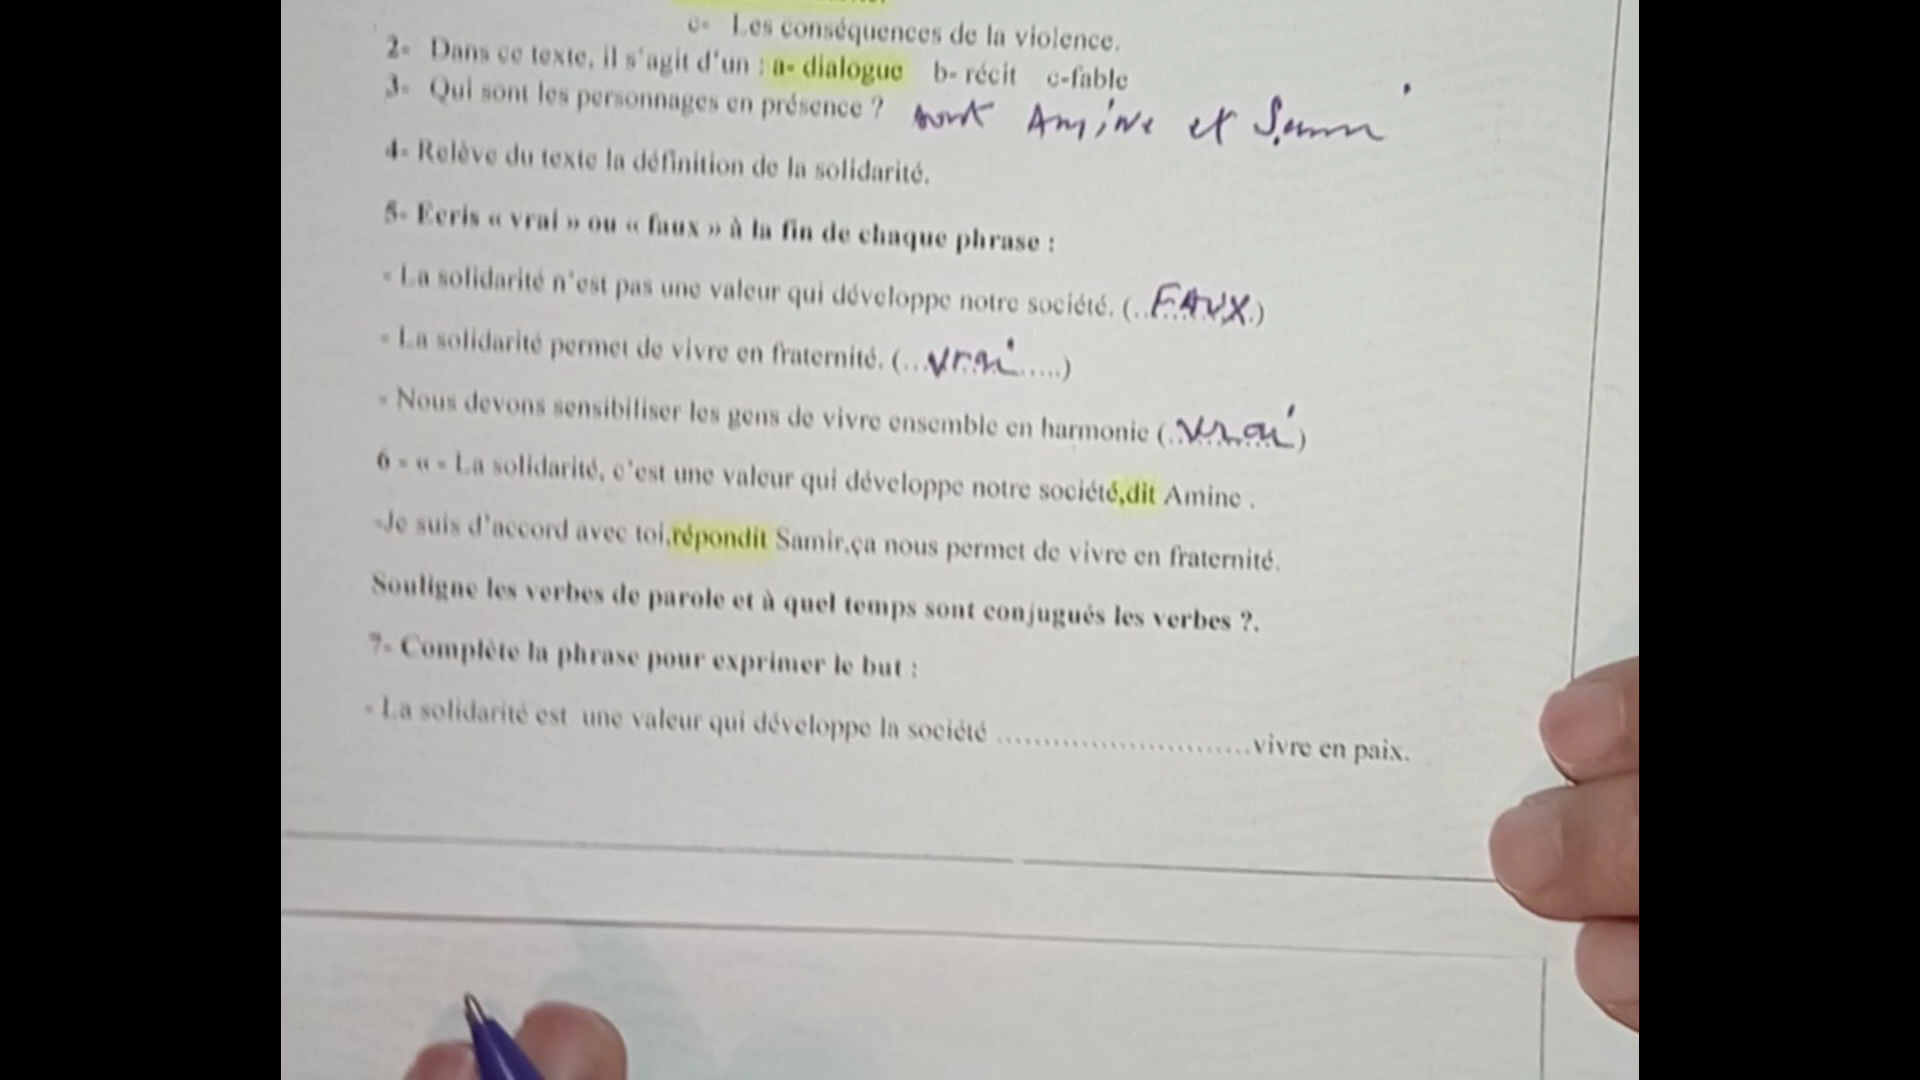 c- Les conséquences de la violence.
2- Dans ce texte, il s'agit d'un : a- dialogue b- récit c-fable
3- Qui sont les personnages en présence ? sont Amine et Samir
4- Relève du texte la définition de la solidarité.
5- Ecris « vrai » ou « faux » à la fin de chaque phrase :
- La solidarité n'est pas une valeur qui développe notre société. (..FAUX.)
- La solidarité permet de vivre en fraternité. (...vrai.....)
- Nous devons sensibiliser les gens de vivre ensemble en harmonie (.vrai)
6 - « - La solidarité, c'est une valeur qui développe notre société,dit Amine .
-Je suis d'accord avec toi,répondit Samir,ça nous permet de vivre en fraternité.
Souligne les verbes de parole et à quel temps sont conjugués les verbes ?.
7- Complète la phrase pour exprimer le but :
- La solidarité est une valeur qui développe la société ...........................vivre en paix.